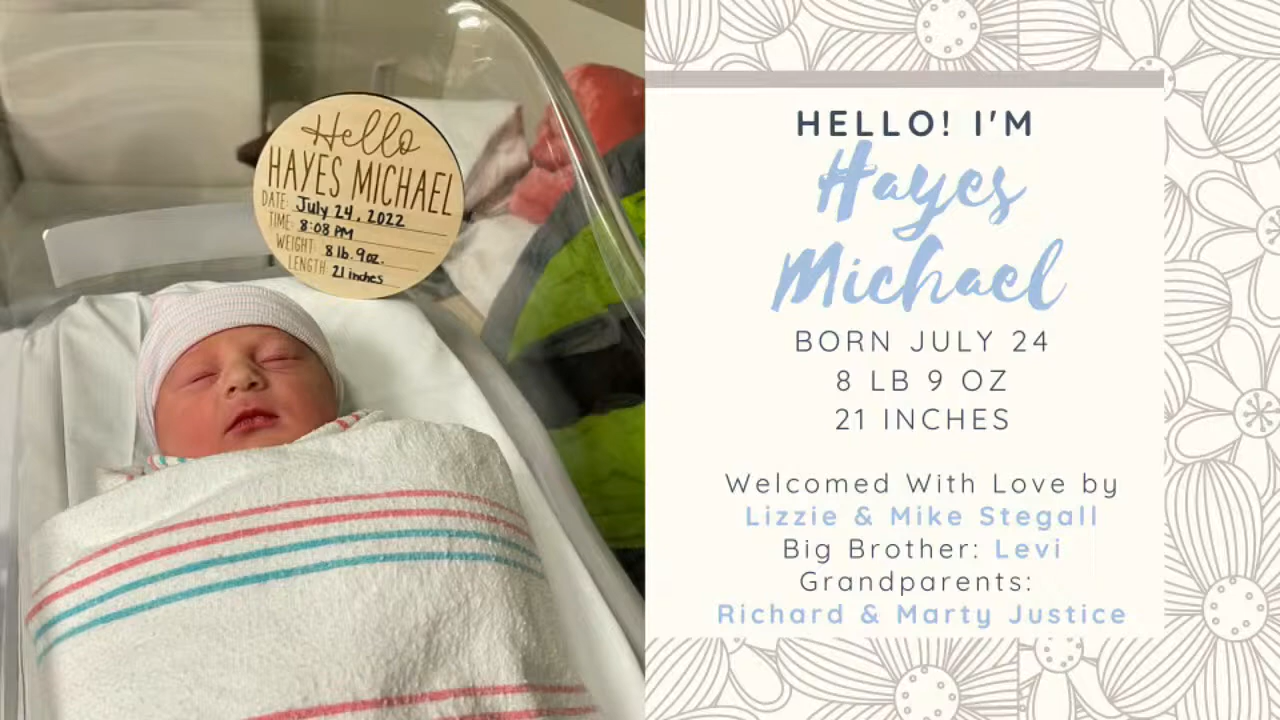 Hello
HAYES MICHAEL
DATE: July 24, 2022
TIME: 8:08 PM
WEIGHT: 8 lb. 9oz.
LENGTH: 21 inches
HELLO! I'M
Hayes
Michael
BORN JULY 24
8 LB 9 OZ
21 INCHES
Welcomed With Love by
Lizzie & Mike Stegall
Big Brother: Levi
Grandparents:
Richard & Marty Justice